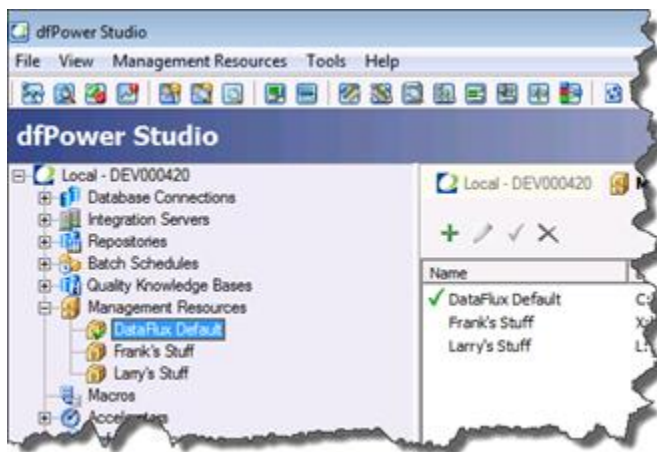 dfPower Studio
File View Management Resources Tools Help
dfPower Studio
Local - DEV000420
Database Connections
Integration Servers
Repositories
Batch Schedules
Quality Knowledge Bases
Management Resources
DataFlux Default
Frank's Stuff
Larry's Stuff
Macros
Accelerators
Local - DEV000420 M
Name
DataFlux Default C:
Frank's Stuff X:
Larry's Stuff L: